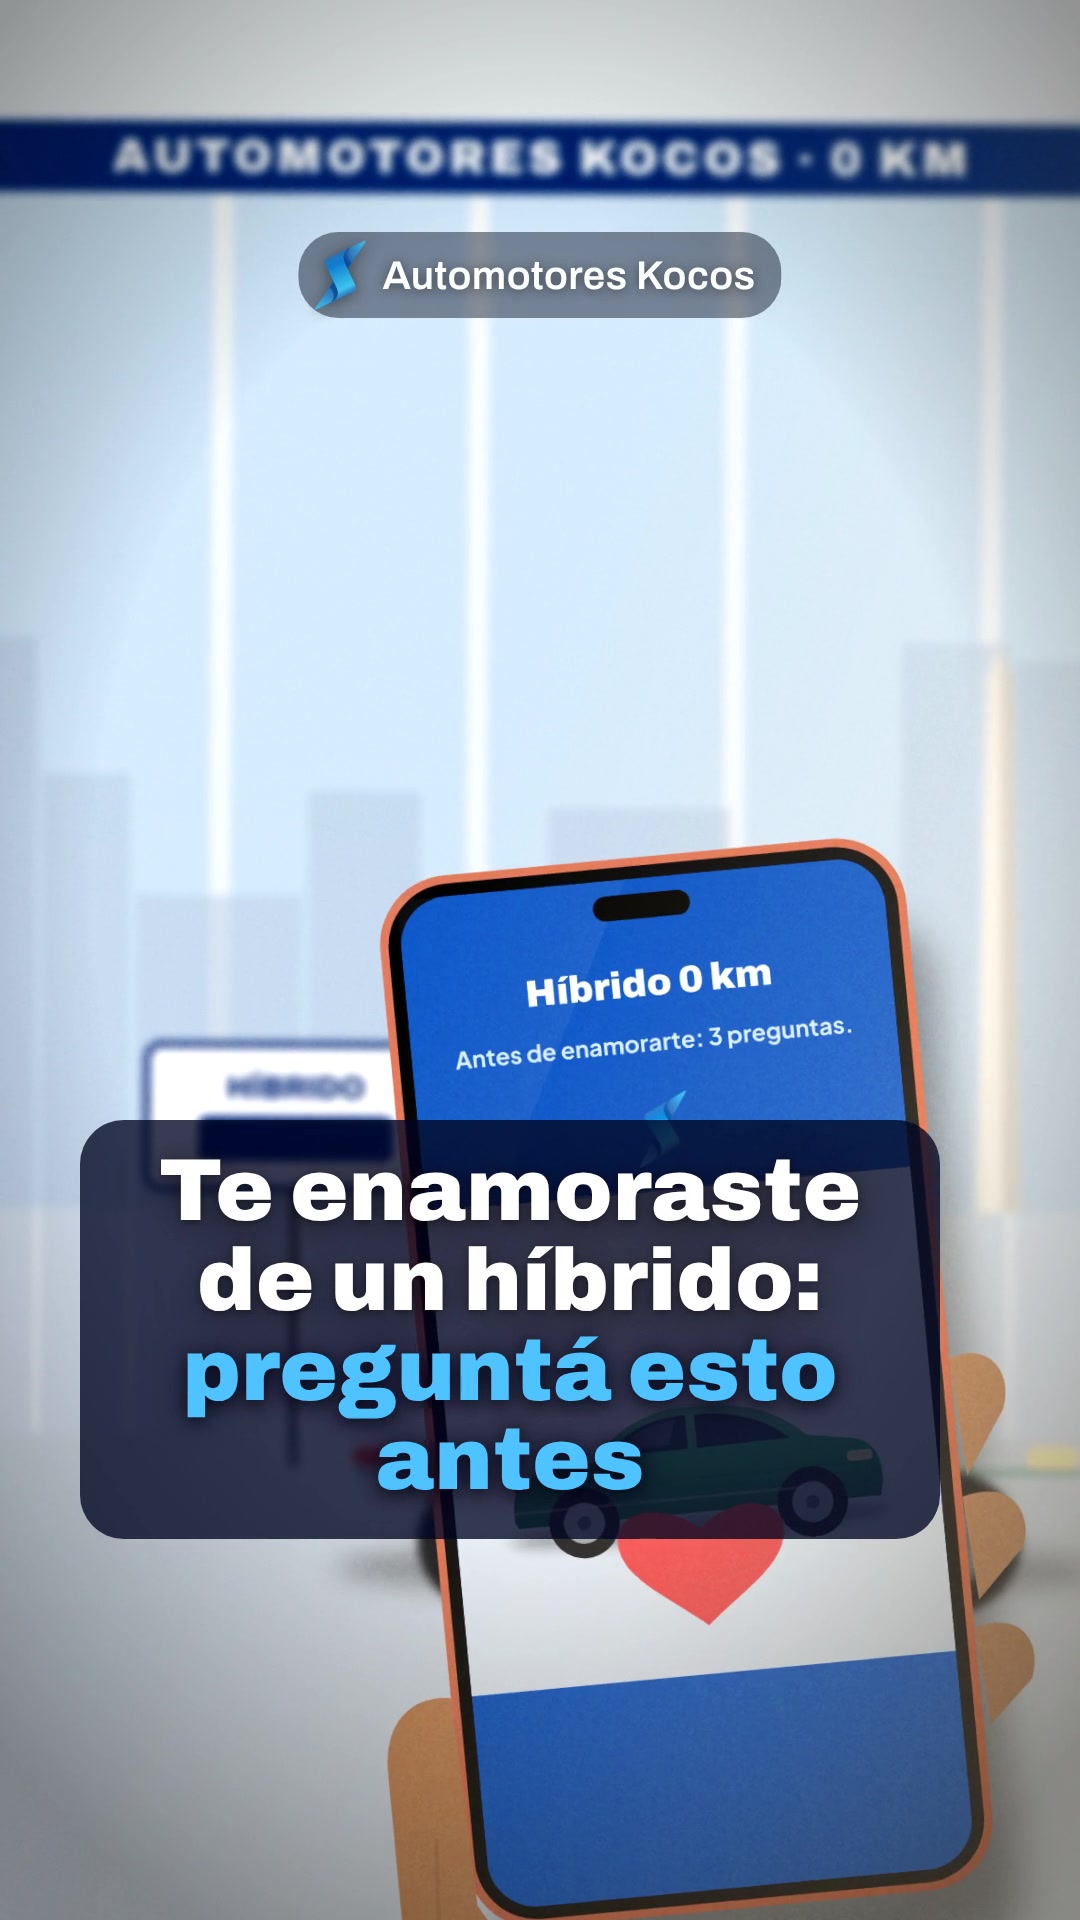 AUTOMOTORES KOCOS · 0 KM
Automotores Kocos
Híbrido 0 km
Antes de enamorarte: 3 preguntas.
HÍBRIDO
Te enamoraste
de un híbrido:
preguntá esto
antes